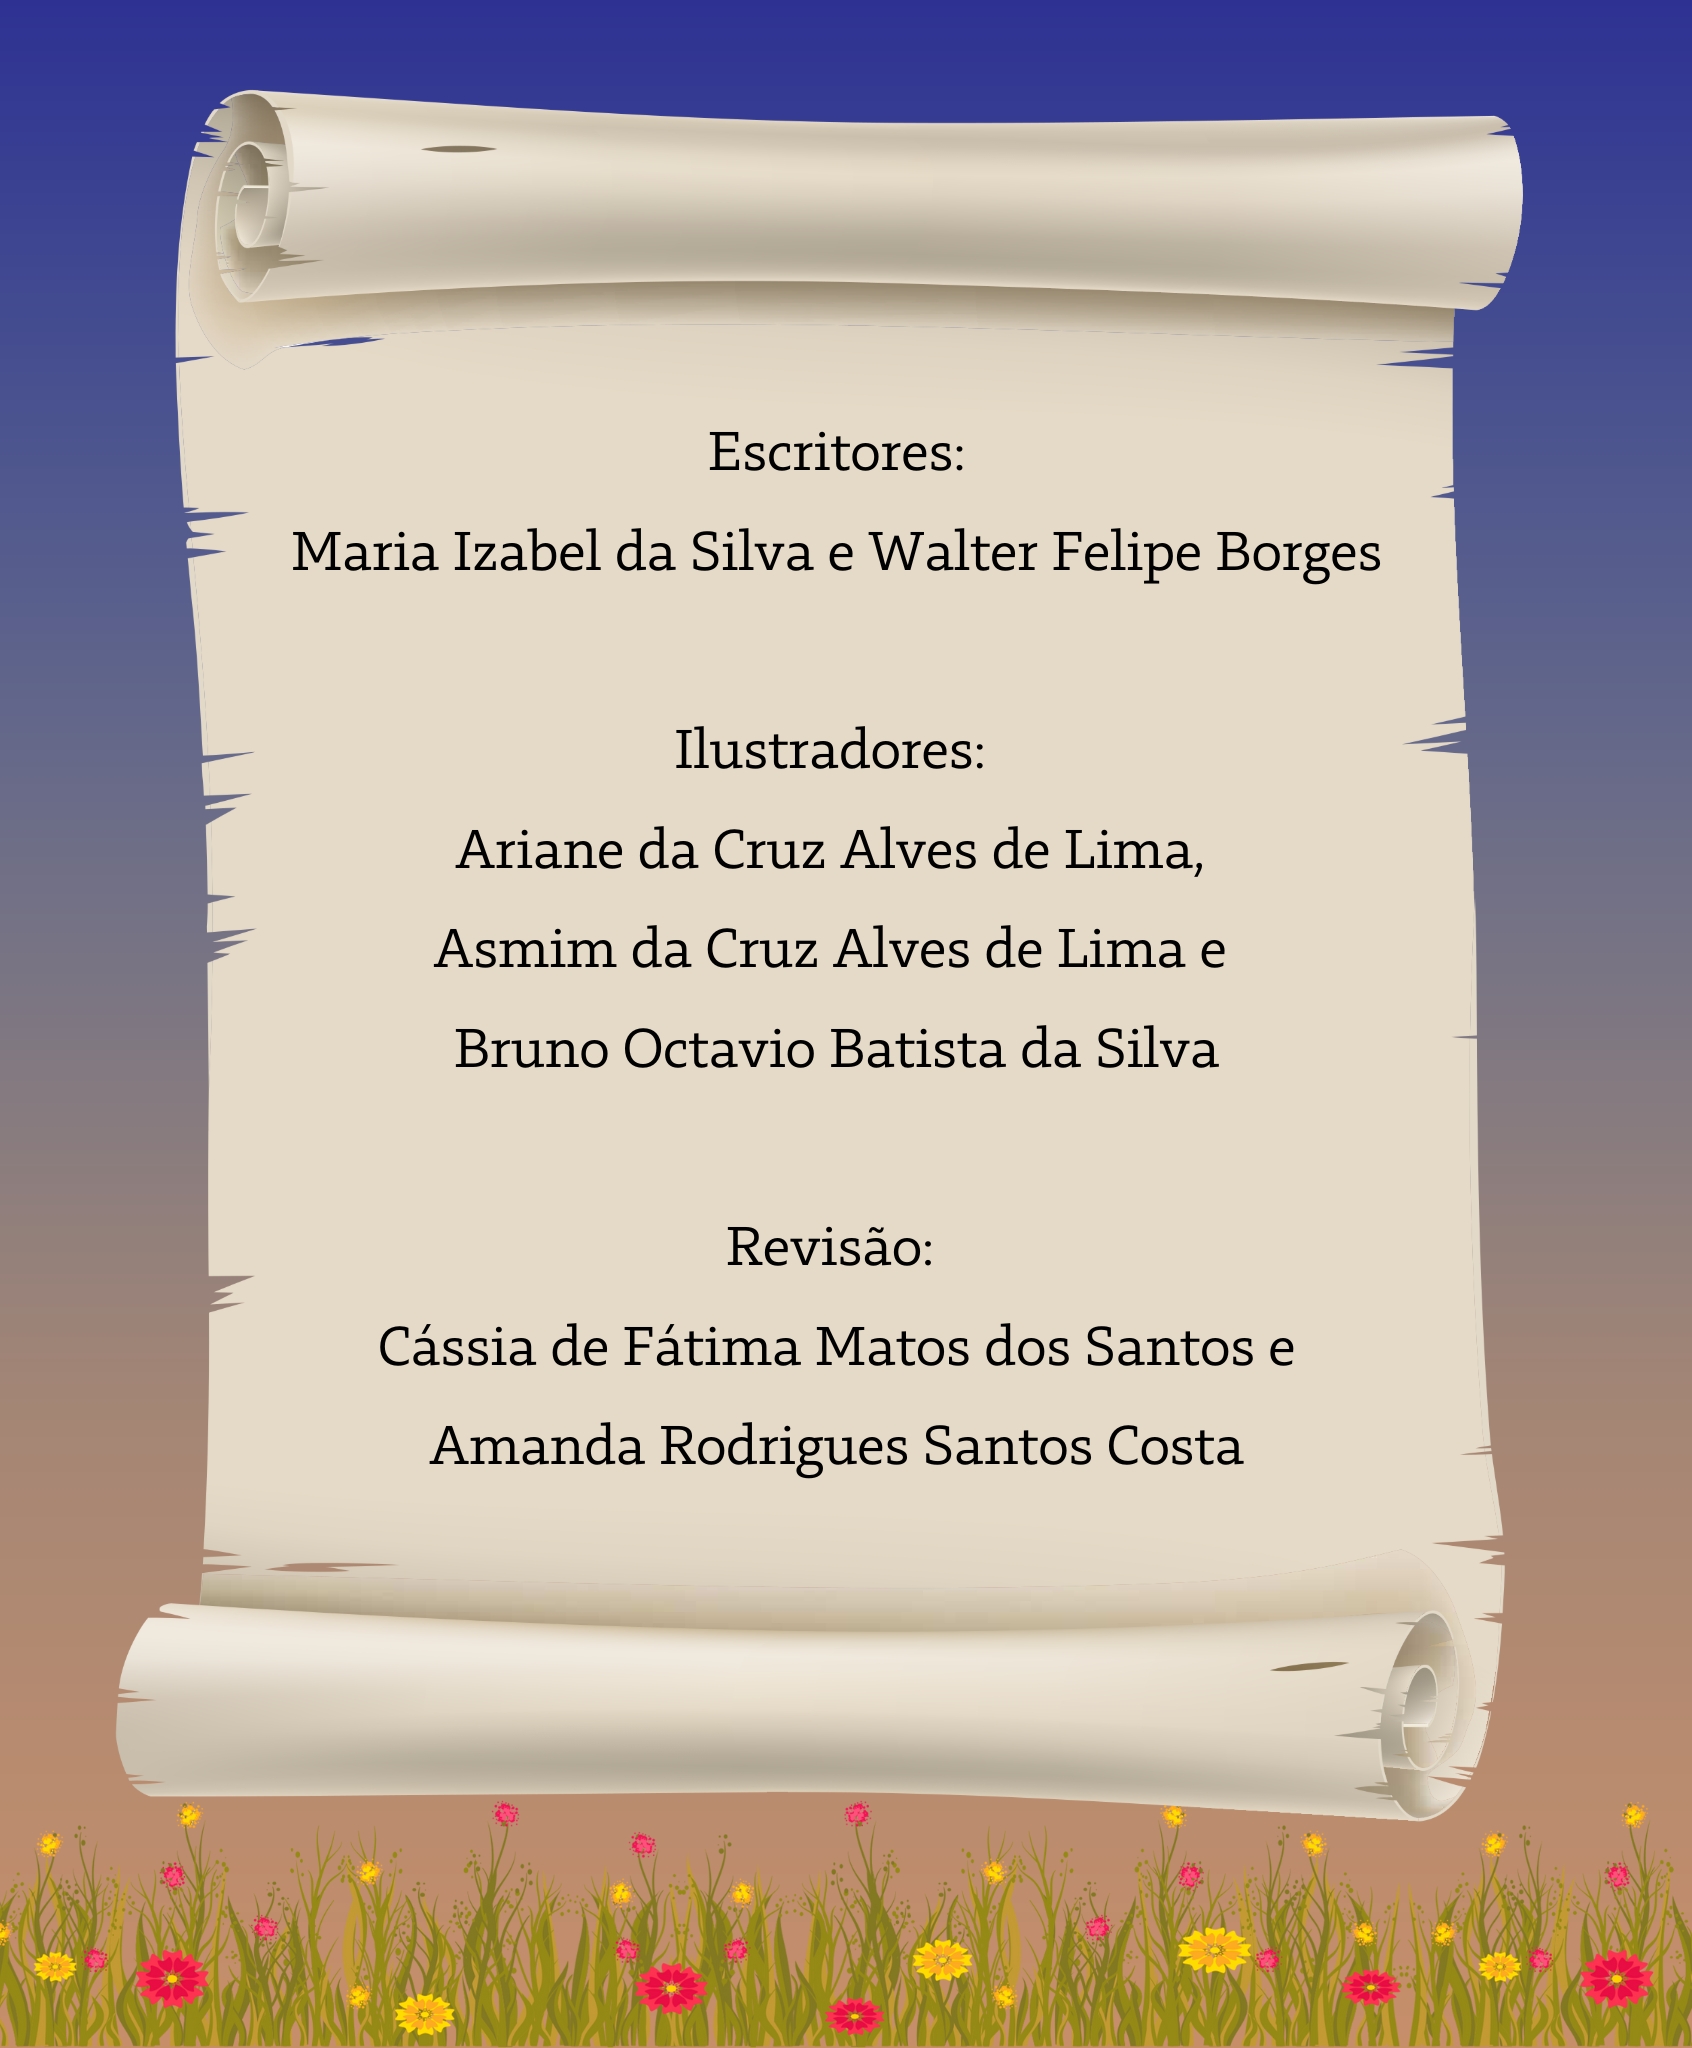 Escritores:
Maria Izabel da Silva e Walter Felipe Borges
Ilustradores:
Ariane da Cruz Alves de Lima,
Asmim da Cruz Alves de Lima e
Bruno Octavio Batista da Silva
Revisão:
Cássia de Fátima Matos dos Santos e
Amanda Rodrigues Santos Costa